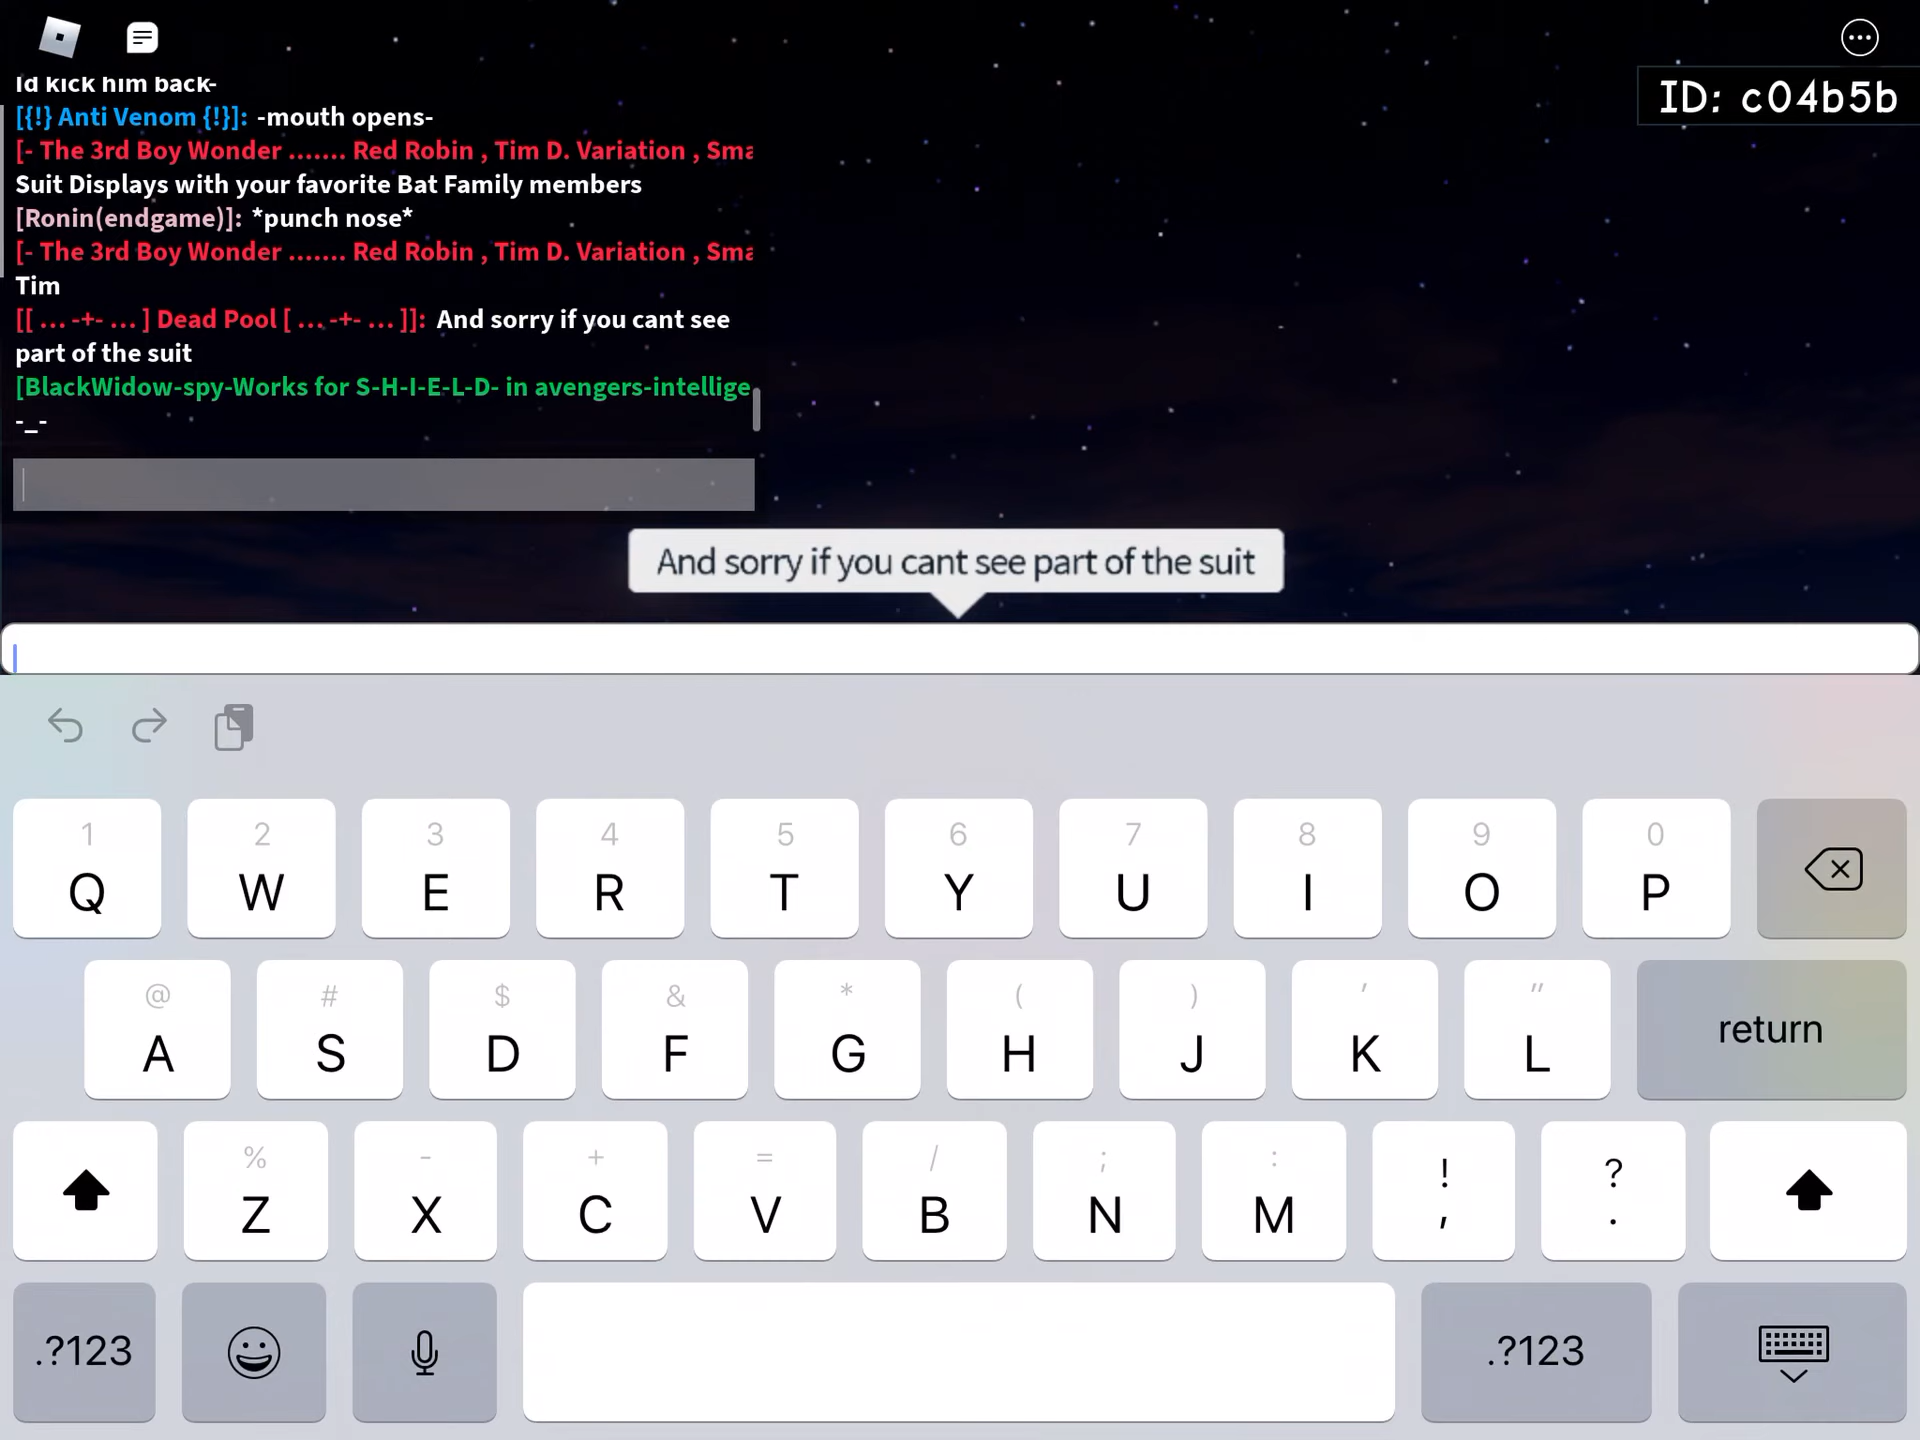 Id kick him back-
ID: c04b5b
[{!} Anti Venom {!}]: -mouth opens-
[- The 3rd Boy Wonder ....... Red Robin , Tim D. Variation , Sma
Suit Displays with your favorite Bat Family members
[Ronin(endgame)]: *punch nose*
[- The 3rd Boy Wonder ....... Red Robin , Tim D. Variation , Sma
Tim
[[ ... -+- ... ] Dead Pool [ ... -+- ... ]]: And sorry if you cant see
part of the suit
[BlackWidow-spy-Works for S-H-I-E-L-D- in avengers-intellige
-_-
And sorry if you cant see part of the suit
1 2 3 4 5 6 7 8 9 0
Q W E R T Y U I O P
@ # $ & * ( ) ' "
A S D F G H J K L return
% - + = / ; : ! ?
Z X C V B N M , .
.?123 .?123